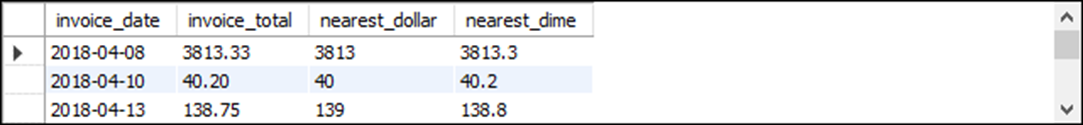 invoice_date invoice_total nearest_dollar nearest_dime
2018-04-08 3813.33 3813 3813.3
2018-04-10 40.20 40 40.2
2018-04-13 138.75 139 138.8